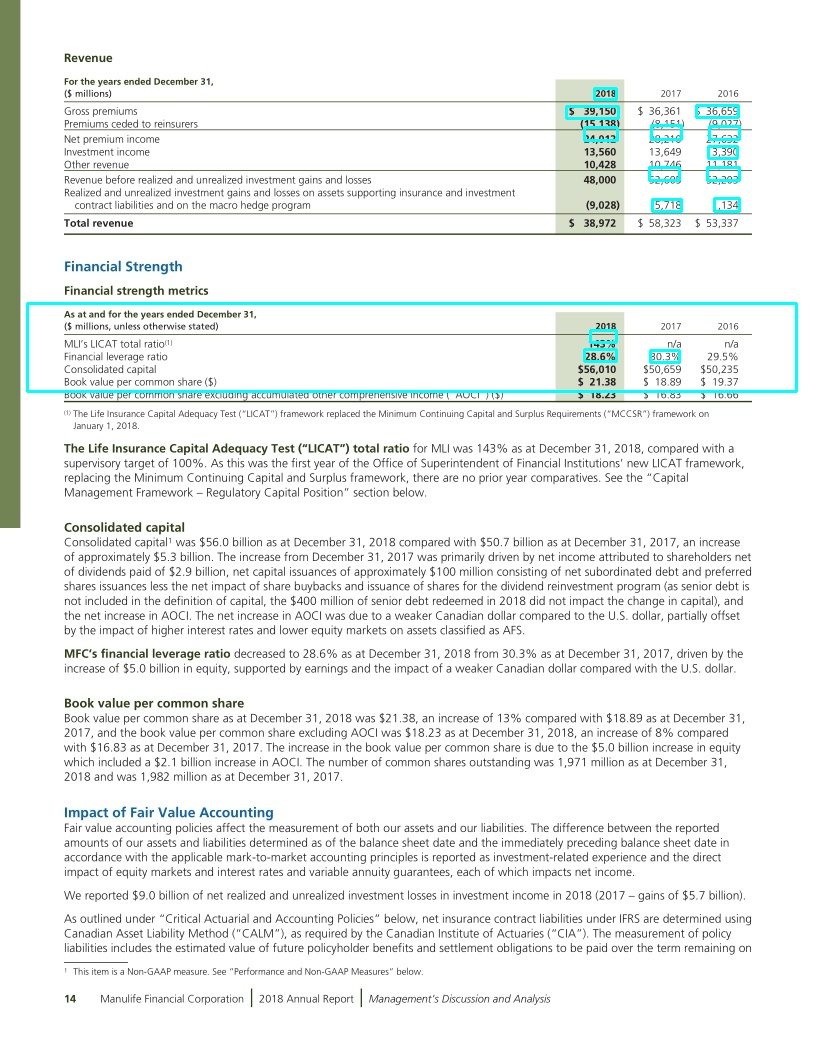 Revenue
For the years ended December 31,
($ millions) 2018 2017 2016
Gross premiums $ 39,150 $ 36,361 $ 36,659
Premiums ceded to reinsurers (15,138) (8,151) (9,027)
Net premium income 24,012 28,210 27,632
Investment income 13,560 13,649
Other revenue 10,428 10,746 11,181
Revenue before realized and unrealized investment gains and losses 48,000 52,605 52,203
Realized and unrealized investment gains and losses on assets supporting insurance and investment
contract liabilities and on the macro hedge program (9,028) 5,718
Total revenue $ 38,972 $ 58,323 $ 53,337
Financial Strength
Financial strength metrics
As at and for the years ended December 31,
($ millions, unless otherwise stated) 2018 2017 2016
MLI's LICAT total ratio(1) 143% n/a n/a
Financial leverage ratio 28.6% 30.3% 29.5%
Consolidated capital $56,010 $50,659 $50,235
Book value per common share ($) $ 21.38 $ 18.89 $ 19.37
Book value per common share excluding accumulated other comprehensive income ("AOCI") ($) $ 18.23 $ 16.83 $ 16.66
(1) The Life Insurance Capital Adequacy Test ("LICAT") framework replaced the Minimum Continuing Capital and Surplus Requirements ("MCCSR") framework on
January 1, 2018.
The Life Insurance Capital Adequacy Test ("LICAT") total ratio for MLI was 143% as at December 31, 2018, compared with a
supervisory target of 100%. As this was the first year of the Office of Superintendent of Financial Institutions' new LICAT framework,
replacing the Minimum Continuing Capital and Surplus framework, there are no prior year comparatives. See the "Capital
Management Framework – Regulatory Capital Position" section below.
Consolidated capital
Consolidated capital1 was $56.0 billion as at December 31, 2018 compared with $50.7 billion as at December 31, 2017, an increase
of approximately $5.3 billion. The increase from December 31, 2017 was primarily driven by net income attributed to shareholders net
of dividends paid of $2.9 billion, net capital issuances of approximately $100 million consisting of net subordinated debt and preferred
shares issuances less the net impact of share buybacks and issuance of shares for the dividend reinvestment program (as senior debt is
not included in the definition of capital, the $400 million of senior debt redeemed in 2018 did not impact the change in capital), and
the net increase in AOCI. The net increase in AOCI was due to a weaker Canadian dollar compared to the U.S. dollar, partially offset
by the impact of higher interest rates and lower equity markets on assets classified as AFS.
MFC's financial leverage ratio decreased to 28.6% as at December 31, 2018 from 30.3% as at December 31, 2017, driven by the
increase of $5.0 billion in equity, supported by earnings and the impact of a weaker Canadian dollar compared with the U.S. dollar.
Book value per common share
Book value per common share as at December 31, 2018 was $21.38, an increase of 13% compared with $18.89 as at December 31,
2017, and the book value per common share excluding AOCI was $18.23 as at December 31, 2018, an increase of 8% compared
with $16.83 as at December 31, 2017. The increase in the book value per common share is due to the $5.0 billion increase in equity
which included a $2.1 billion increase in AOCI. The number of common shares outstanding was 1,971 million as at December 31,
2018 and was 1,982 million as at December 31, 2017.
Impact of Fair Value Accounting
Fair value accounting policies affect the measurement of both our assets and our liabilities. The difference between the reported
amounts of our assets and liabilities determined as of the balance sheet date and the immediately preceding balance sheet date in
accordance with the applicable mark-to-market accounting principles is reported as investment-related experience and the direct
impact of equity markets and interest rates and variable annuity guarantees, each of which impacts net income.
We reported $9.0 billion of net realized and unrealized investment losses in investment income in 2018 (2017 – gains of $5.7 billion).
As outlined under "Critical Actuarial and Accounting Policies" below, net insurance contract liabilities under IFRS are determined using
Canadian Asset Liability Method ("CALM"), as required by the Canadian Institute of Actuaries ("CIA"). The measurement of policy
liabilities includes the estimated value of future policyholder benefits and settlement obligations to be paid over the term remaining on
1 This item is a Non-GAAP measure. See "Performance and Non-GAAP Measures" below.
14 Manulife Financial Corporation | 2018 Annual Report | Management's Discussion and Analysis